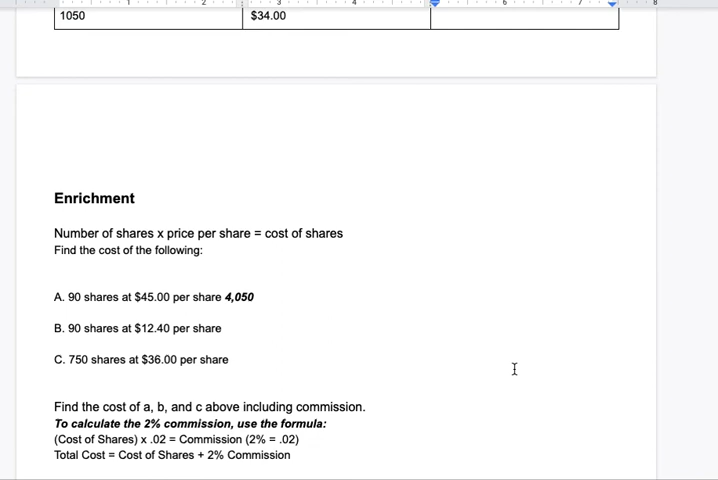 1050 $34.00
Enrichment
Number of shares x price per share = cost of shares
Find the cost of the following:
A. 90 shares at $45.00 per share 4,050
B. 90 shares at $12.40 per share
C. 750 shares at $36.00 per share
Find the cost of a, b, and c above including commission.
To calculate the 2% commission, use the formula:
(Cost of Shares) x .02 = Commission (2% = .02)
Total Cost = Cost of Shares + 2% Commission